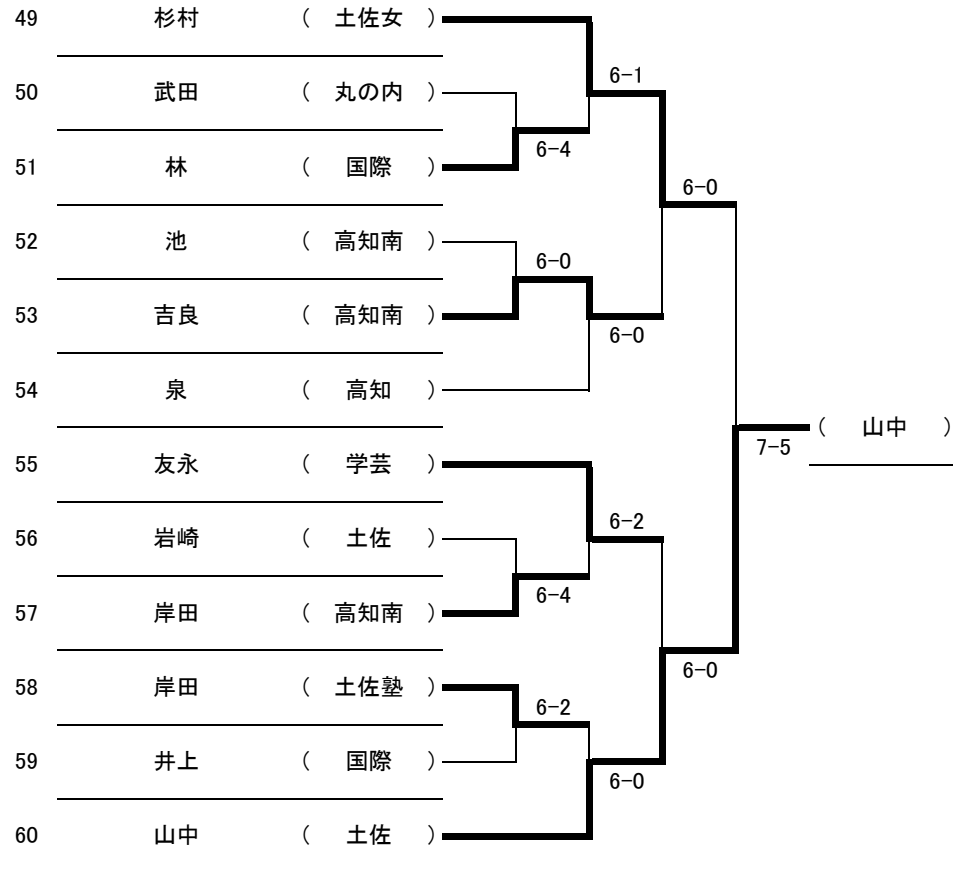 49 杉村 ( 土佐女 )
6-1
50 武田 ( 丸の内 )
6-4
51 林 ( 国際 )
6-0
52 池 ( 高知南 )
6-0
53 吉良 ( 高知南 )
6-0
54 泉 ( 高知 )
( 山中 )
7-5
55 友永 ( 学芸 )
6-2
56 岩崎 ( 土佐 )
6-4
57 岸田 ( 高知南 )
6-0
58 岸田 ( 土佐塾 )
6-2
59 井上 ( 国際 )
6-0
60 山中 ( 土佐 )